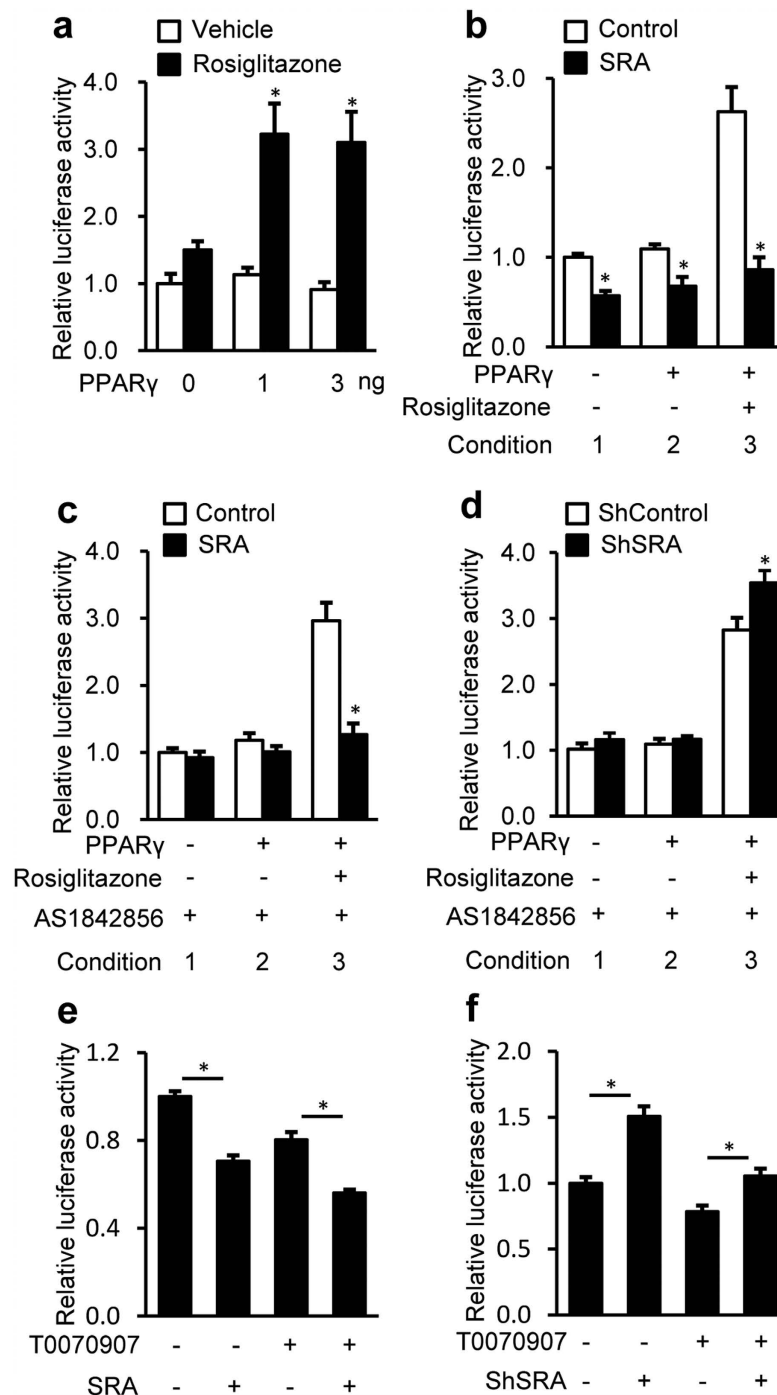 a
Vehicle
Rosiglitazone
Relative luciferase activity
4.0
3.0
2.0
1.0
0.0
*
*
PPARγ 0 1 3 ng
b
Control
SRA
Relative luciferase activity
3.0
2.0
1.0
0.0
*
*
*
PPARγ - + +
Rosiglitazone - - +
Condition 1 2 3
c
Control
SRA
Relative luciferase activity
4.0
3.0
2.0
1.0
0.0
*
PPARγ - + +
Rosiglitazone - - +
AS1842856 + + +
Condition 1 2 3
d
ShControl
ShSRA
Relative luciferase activity
4.0
3.0
2.0
1.0
0.0
*
PPARγ - + +
Rosiglitazone - - +
AS1842856 + + +
Condition 1 2 3
e
Relative luciferase activity
1.2
0.8
0.4
0.0
*
*
T0070907 - - + +
SRA - + - +
f
Relative luciferase activity
2.0
1.5
1.0
0.5
0.0
*
*
T0070907 - - + +
ShSRA - + - +